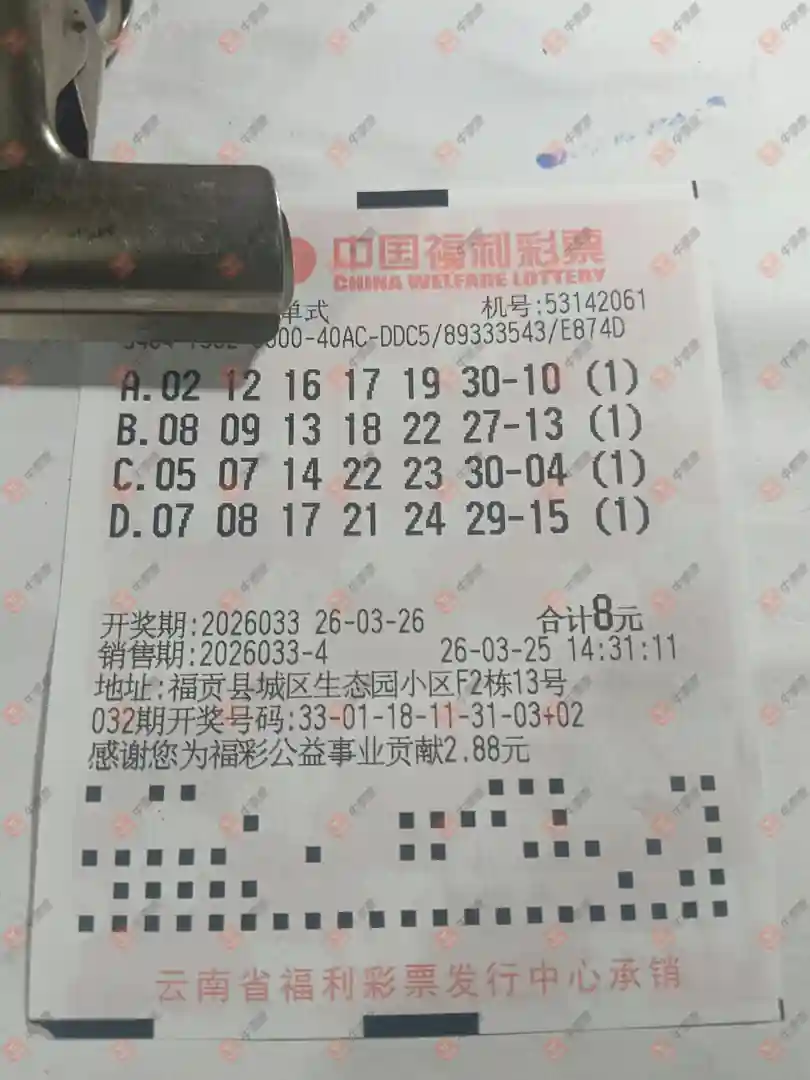 中国福利彩票
CHINA WELFARE LOTTERY
单式 机号:53142061
00-40AC-DDC5/89333543/E874D
A.02 12 16 17 19 30-10 (1)
B.08 09 13 18 22 27-13 (1)
C.05 07 14 22 23 30-04 (1)
D.07 08 17 21 24 29-15 (1)
开奖期:2026033 26-03-26 合计8元
销售期:2026033-4 26-03-25 14:31:11
地址:福贡县城区生态园小区F2栋13号
032期开奖号码:33-01-18-11-31-03+02
感谢您为福彩公益事业贡献2.88元
云南省福利彩票发行中心承销